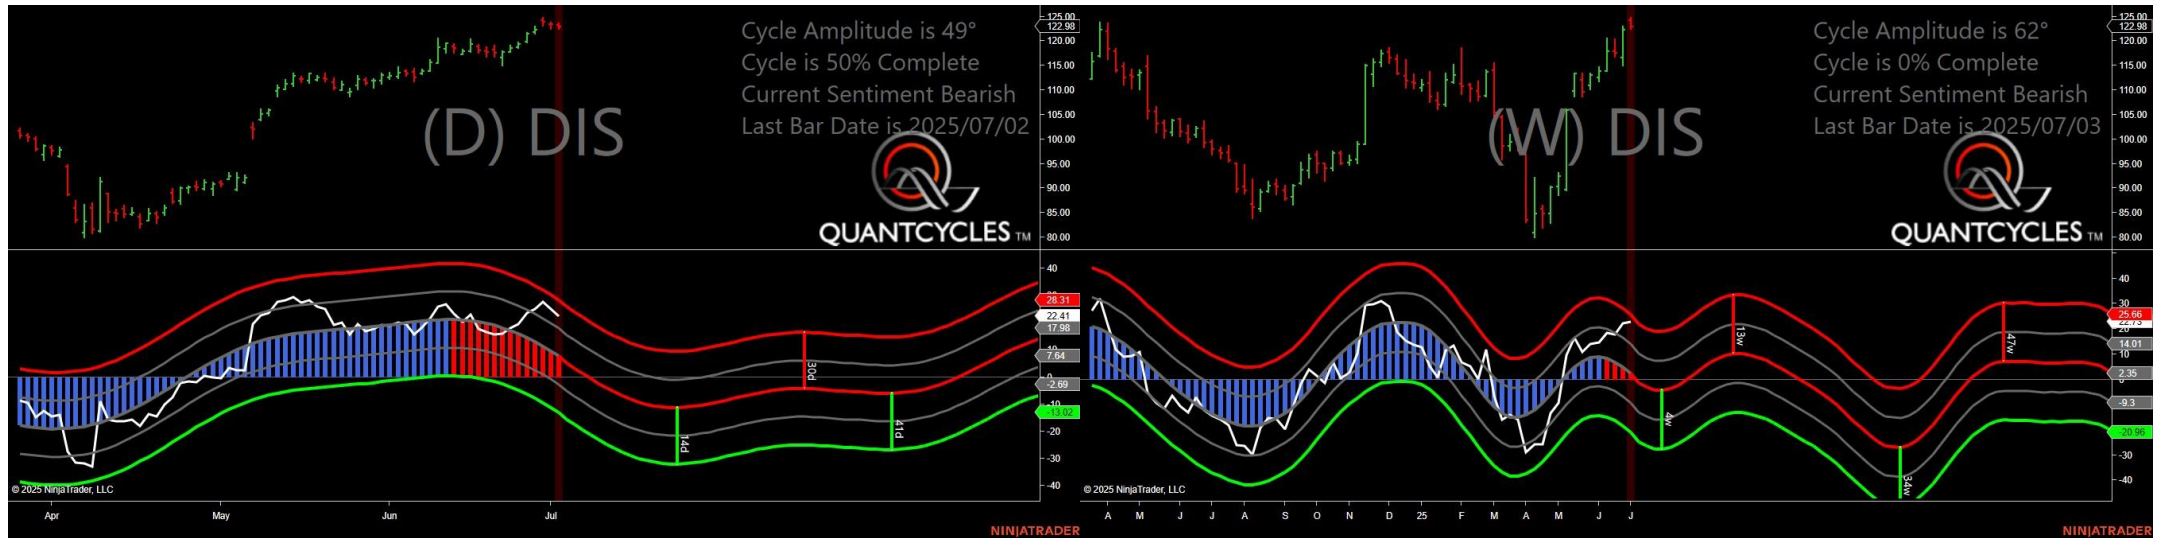 Cycle Amplitude is 49°
Cycle is 50% Complete
Current Sentiment Bearish
Last Bar Date is 2025/07/02
(D) DIS
QUANTCYCLES TM
125.00
122.98
120.00
115.00
110.00
105.00
100.00
95.00
90.00
85.00
80.00
40
28.31
22.41
17.98
7.64
0
-2.69
-10
-13.02
-20
-30
-40
14d
30d
41d
© 2025 NinjaTrader, LLC
Apr May Jun Jul
NINJATRADER
Cycle Amplitude is 62°
Cycle is 0% Complete
Current Sentiment Bearish
Last Bar Date is 2025/07/03
(W) DIS
QUANTCYCLES TM
125.00
122.98
120.00
115.00
110.00
105.00
100.00
95.00
90.00
85.00
80.00
40
30
25.66
22.73
20
14.01
10
2.35
0
-9.3
-20.96
-30
-40
4w
13w
34w
47w
© 2025 NinjaTrader, LLC
A M J J A S O N D 25 F M A M J J
NINJATRADER